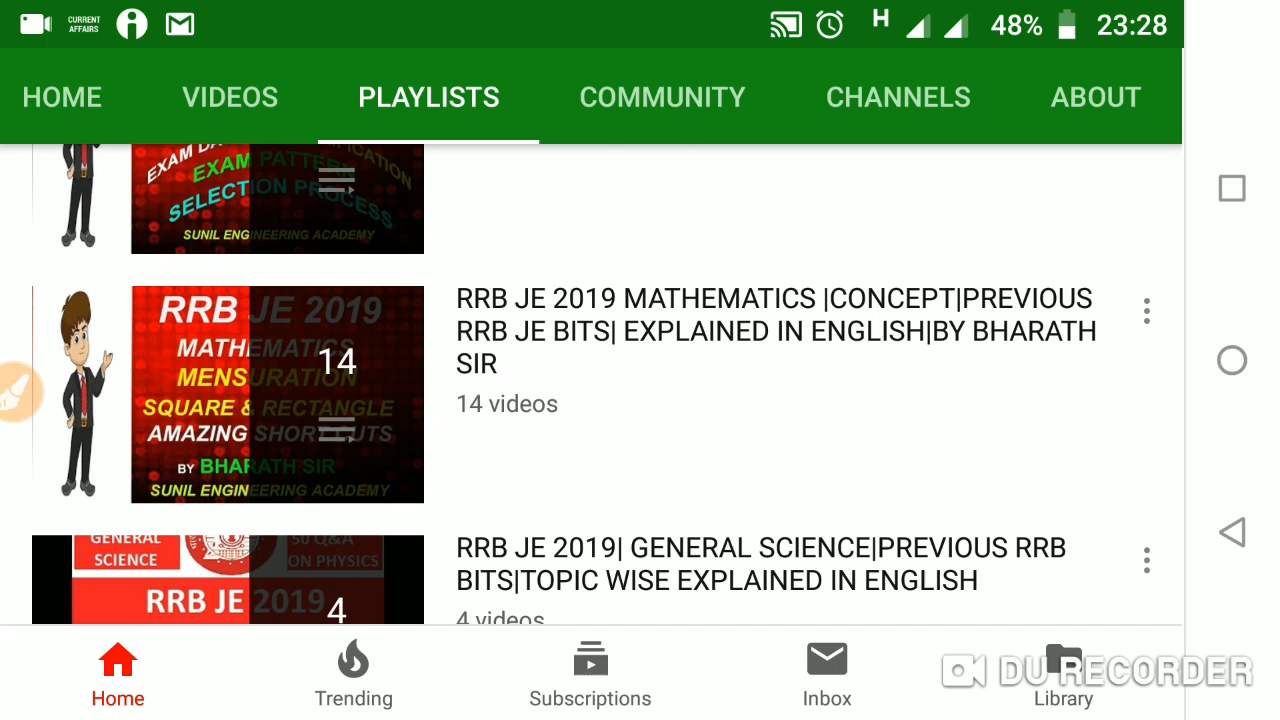 CURRENT
AFFAIRS
H
48%
23:28
HOME
VIDEOS
PLAYLISTS
COMMUNITY
CHANNELS
ABOUT
EXAM
EXAM PATTERN
SELECTION PROCESS
SUNIL ENGINEERING ACADEMY
RRB JE 2019
MATHEMATICS
14
MENSURATION
SQUARE & RECTANGLE
AMAZING SHORTCUTS
BY BHARATH SIR
SUNIL ENGINEERING ACADEMY
RRB JE 2019 MATHEMATICS |CONCEPT|PREVIOUS
RRB JE BITS| EXPLAINED IN ENGLISH|BY BHARATH
SIR
14 videos
GENERAL
SCIENCE
50 Q&A
ON PHYSICS
RRB JE 2019
4
RRB JE 2019| GENERAL SCIENCE|PREVIOUS RRB
BITS|TOPIC WISE EXPLAINED IN ENGLISH
4 videos
Home
Trending
Subscriptions
Inbox
Library
DU RECORDER